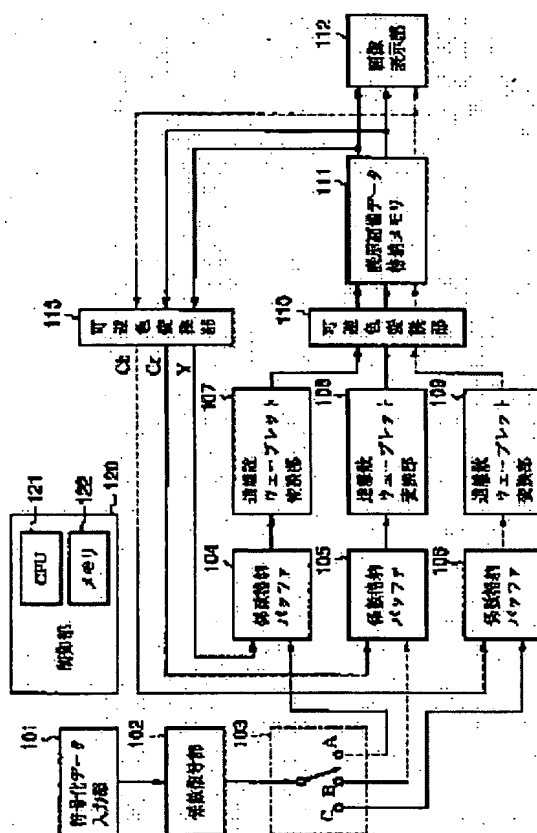 101
符号化データ
入力部
102
係数復号部
103
A
B
C
制御部
CPU
メモリ
121
122
120
104
係数格納
バッファ
105
係数格納
バッファ
106
係数格納
バッファ
107
逆離散
ウェーブレット
変換部
108
逆離散
ウェーブレット
変換部
109
逆離散
ウェーブレット
変換部
113
可逆色変換部
Cb
Cr
Y
110
可逆色変換部
111
表示画像データ
格納メモリ
112
画像
表示部